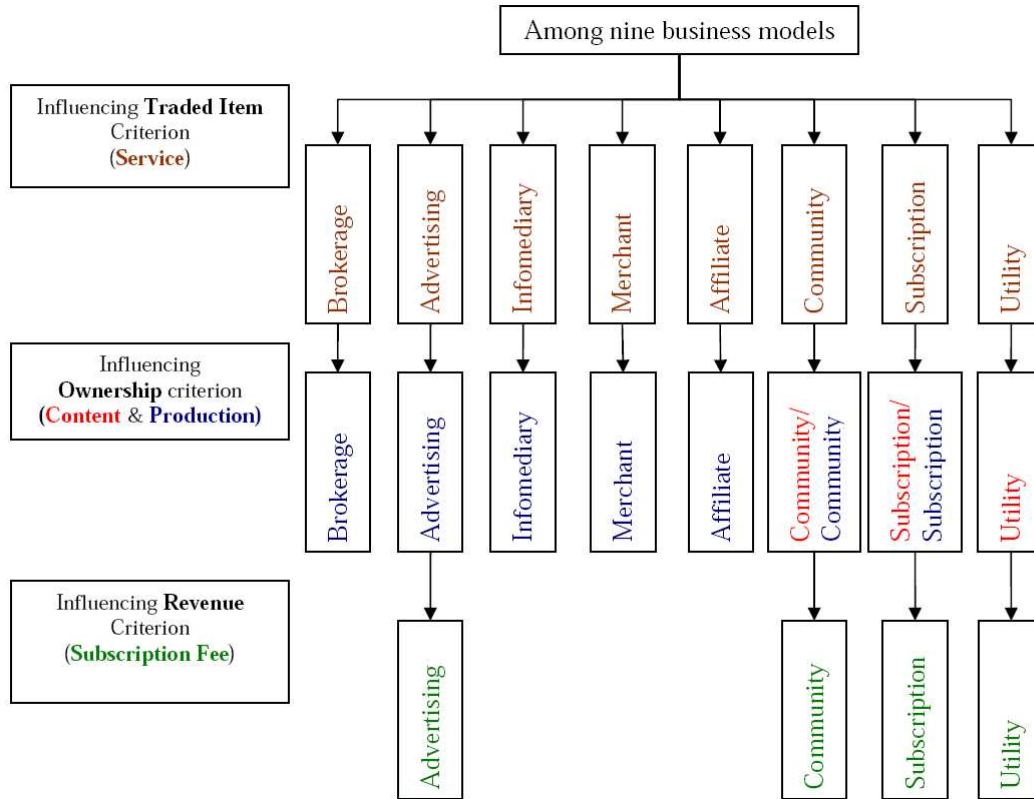 Among nine business models
Influencing Traded Item
Criterion
(Service)
Brokerage
Advertising
Infomediary
Merchant
Affiliate
Community
Subscription
Utility
Influencing
Ownership criterion
(Content & Production)
Brokerage
Advertising
Infomediary
Merchant
Affiliate
Community/
Community
Subscription/
Subscription
Utility
Influencing Revenue
Criterion
(Subscription Fee)
Advertising
Community
Subscription
Utility